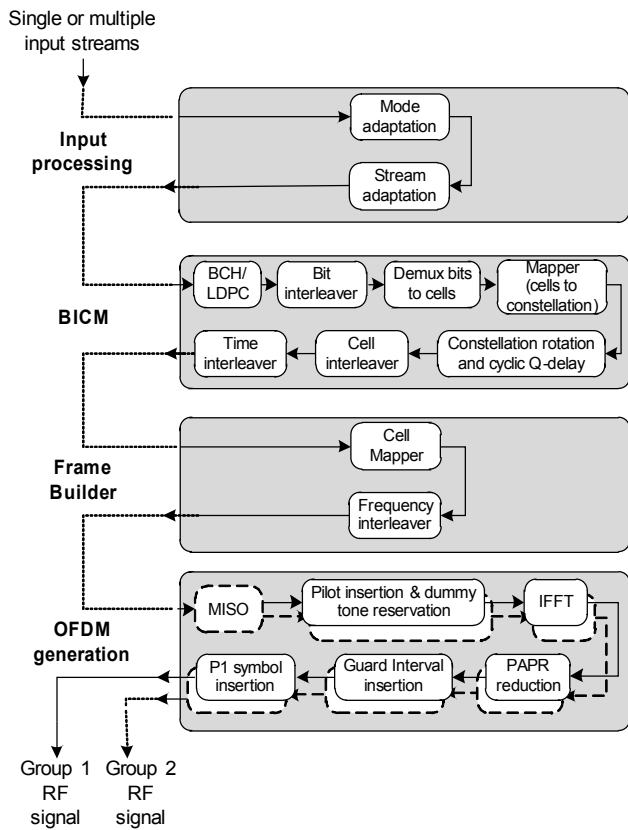 Single or multiple
input streams
Input
processing
Mode
adaptation
Stream
adaptation
BICM
BCH/
LDPC
Bit
interleaver
Demux bits
to cells
Mapper
(cells to
constellation)
Time
interleaver
Cell
interleaver
Constellation rotation
and cyclic Q-delay
Frame
Builder
Cell
Mapper
Frequency
interleaver
OFDM
generation
MISO
Pilot insertion & dummy
tone reservation
IFFT
P1 symbol
insertion
Guard Interval
insertion
PAPR
reduction
Group 1
RF
signal
Group 2
RF
signal